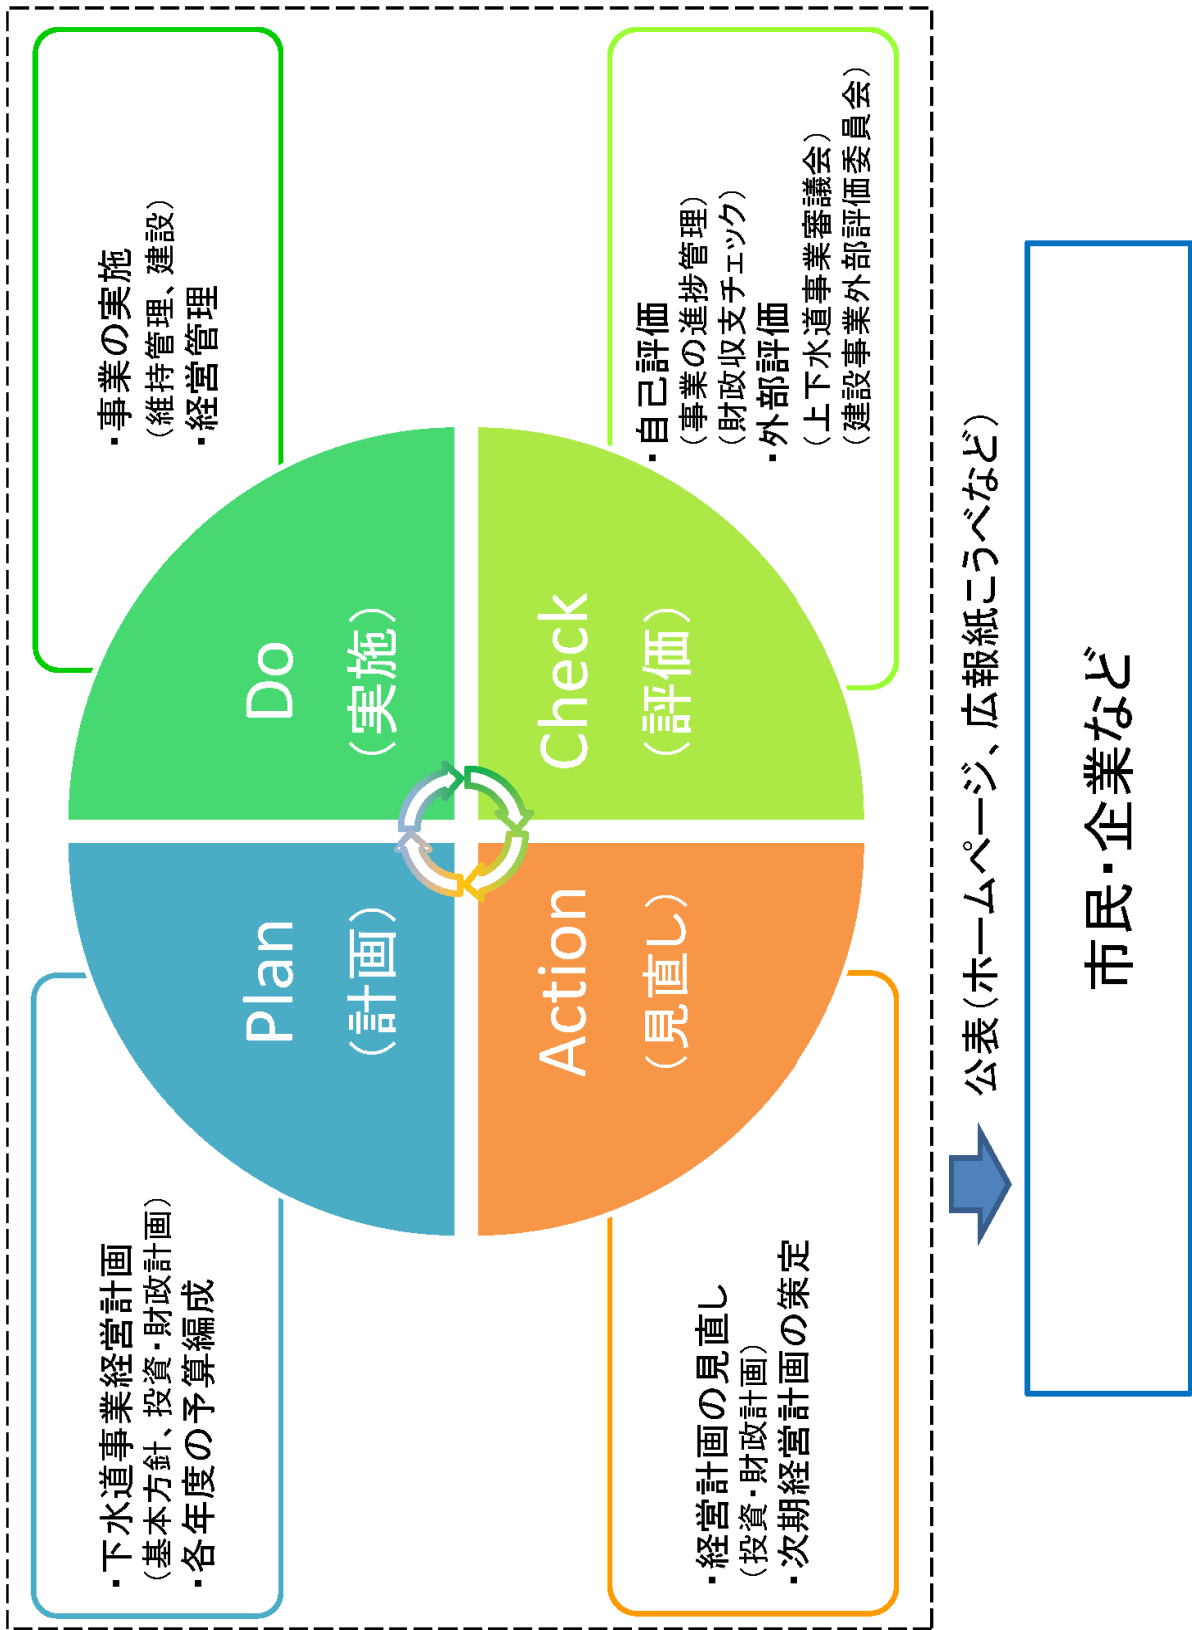 ・下水道事業経営計画
（基本方針、投資・財政計画）
・各年度の予算編成
・事業の実施
（維持管理、建設）
・経営管理
Plan
（計画）
Do
（実施）
Action
（見直し）
Check
（評価）
・経営計画の見直し
（投資・財政計画）
・次期経営計画の策定
・自己評価
（事業の進捗管理）
（財政収支チェック）
・外部評価
（上下水道事業審議会）
（建設事業外部評価委員会）
公表（ホームページ、広報紙こうべなど）
市民・企業など